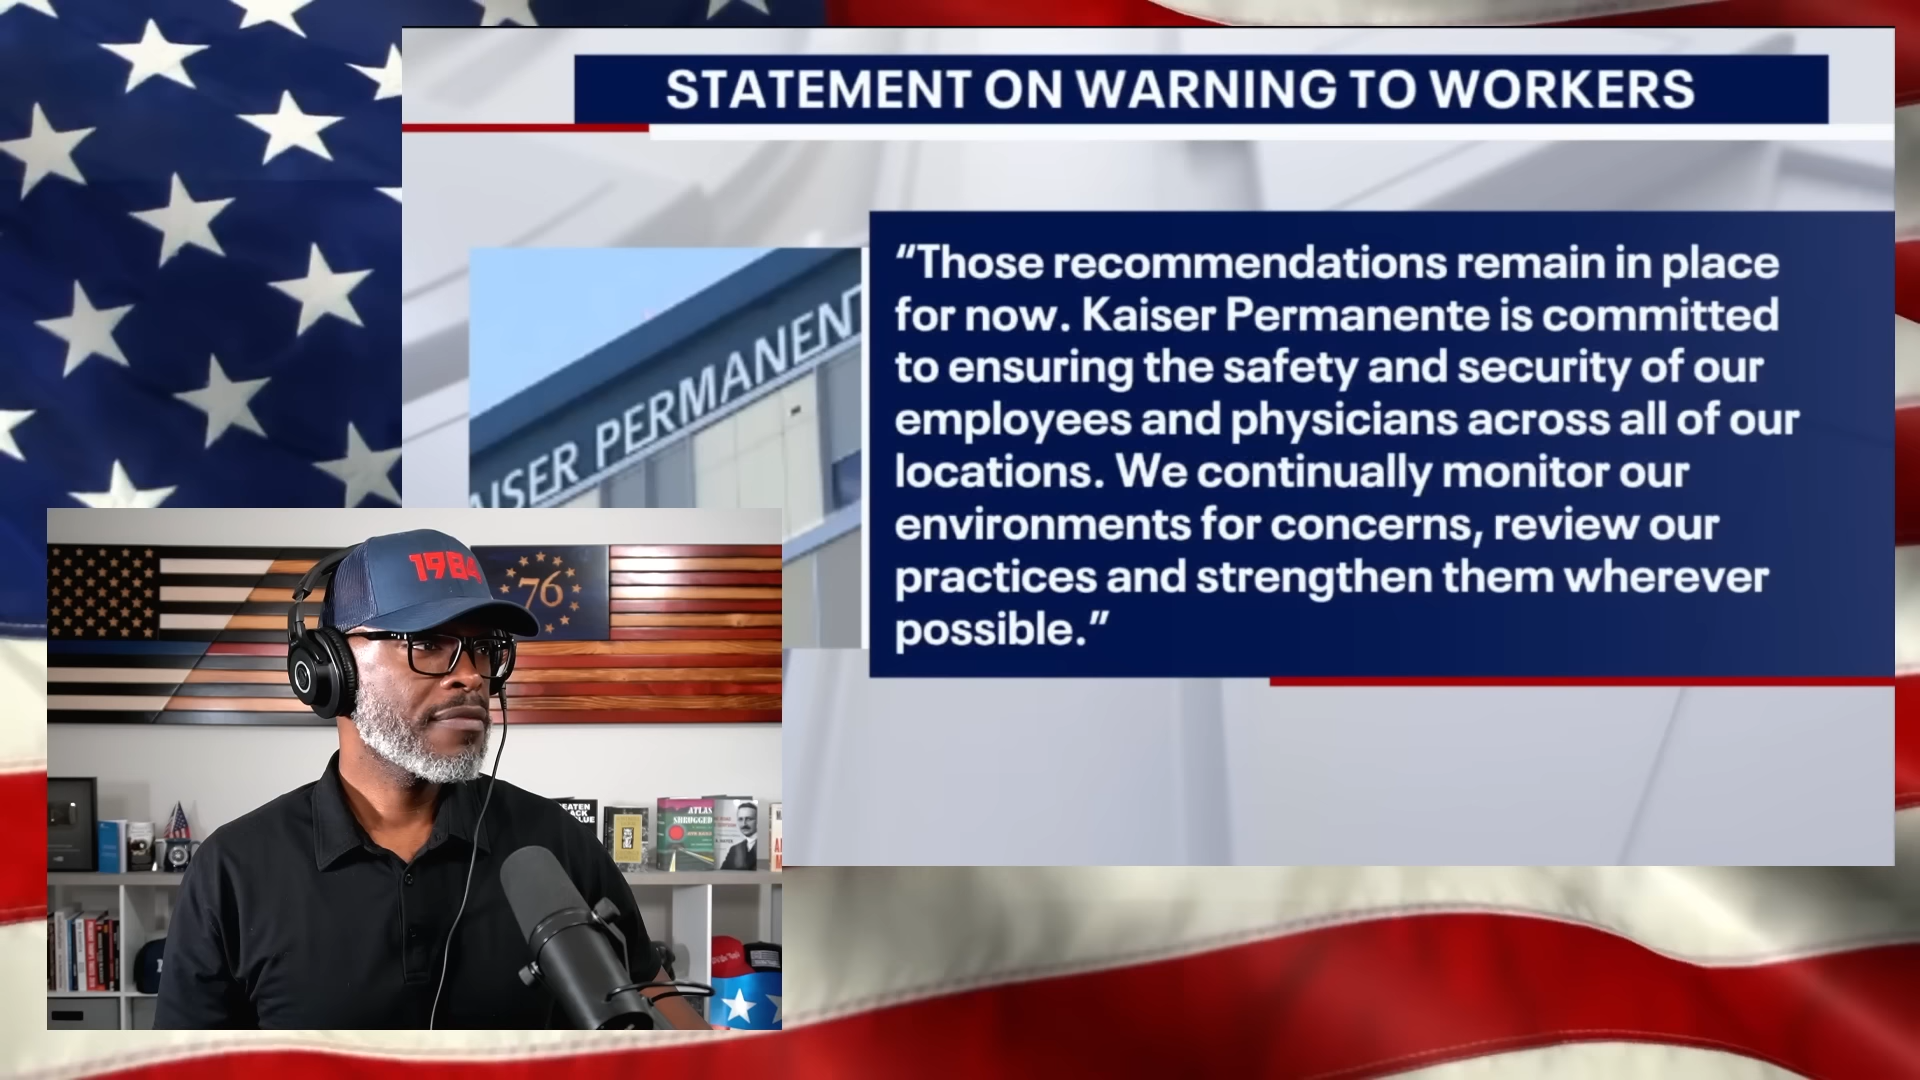 STATEMENT ON WARNING TO WORKERS
“Those recommendations remain in place
for now. Kaiser Permanente is committed
to ensuring the safety and security of our
employees and physicians across all of our
locations. We continually monitor our
environments for concerns, review our
practices and strengthen them wherever
possible.”
AISER PERMANENT
1984
76
ATLAS
SHRUGGED